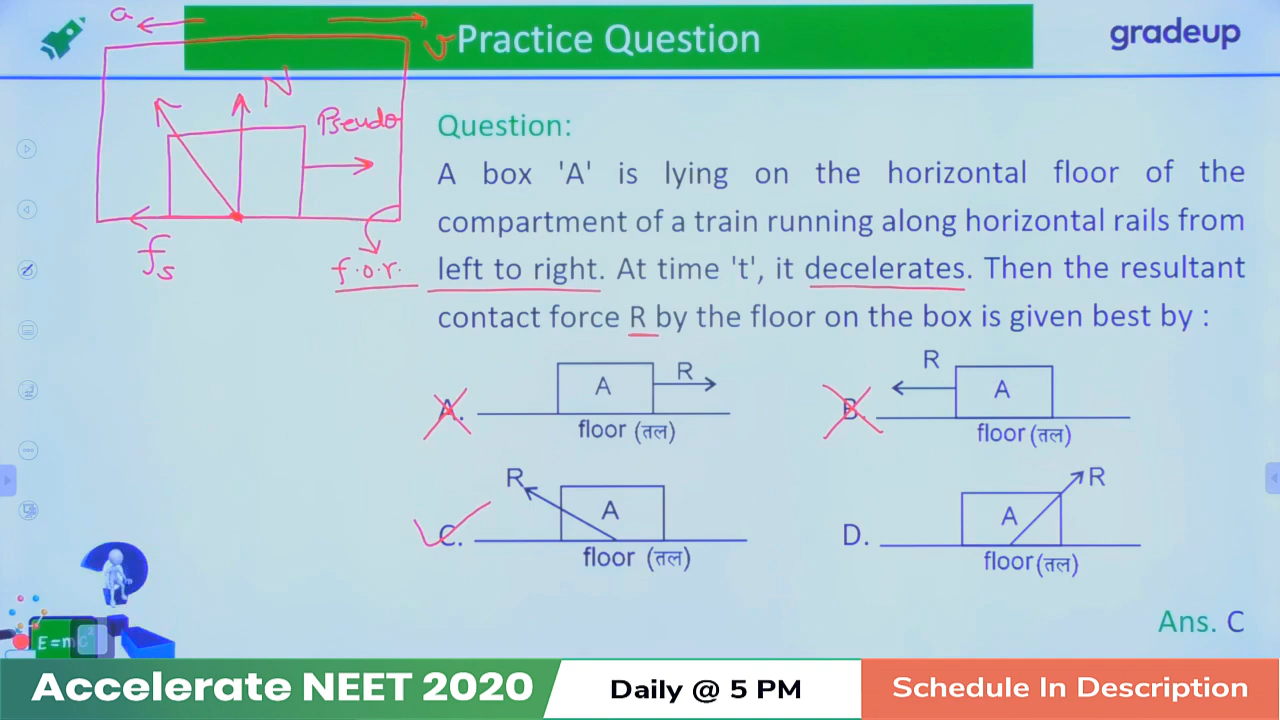 a
v
Practice Question
gradeup
N
Pseudo
fs
f.o.r.
Question:
A box 'A' is lying on the horizontal floor of the
compartment of a train running along horizontal rails from
left to right. At time 't', it decelerates. Then the resultant
contact force R by the floor on the box is given best by :
A.
A
R
floor (तल)
B.
R
A
floor (तल)
C.
R
A
floor (तल)
D.
A
R
floor (तल)
E=mc²
Ans. C
Accelerate NEET 2020
Daily @ 5 PM
Schedule In Description